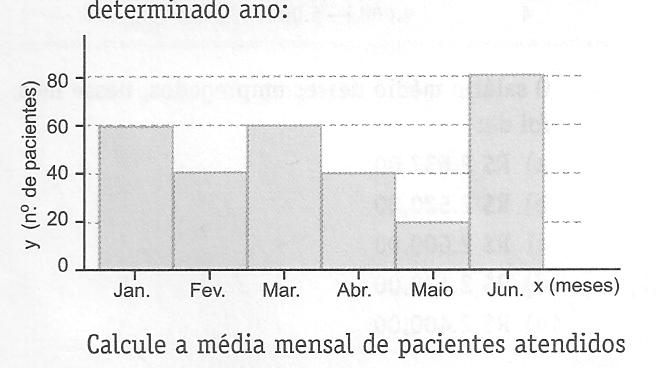 determinado ano:
y (nº. de pacientes)
80
60
40
20
0
Jan. Fev. Mar. Abr. Maio Jun. x (meses)
Calcule a média mensal de pacientes atendidos